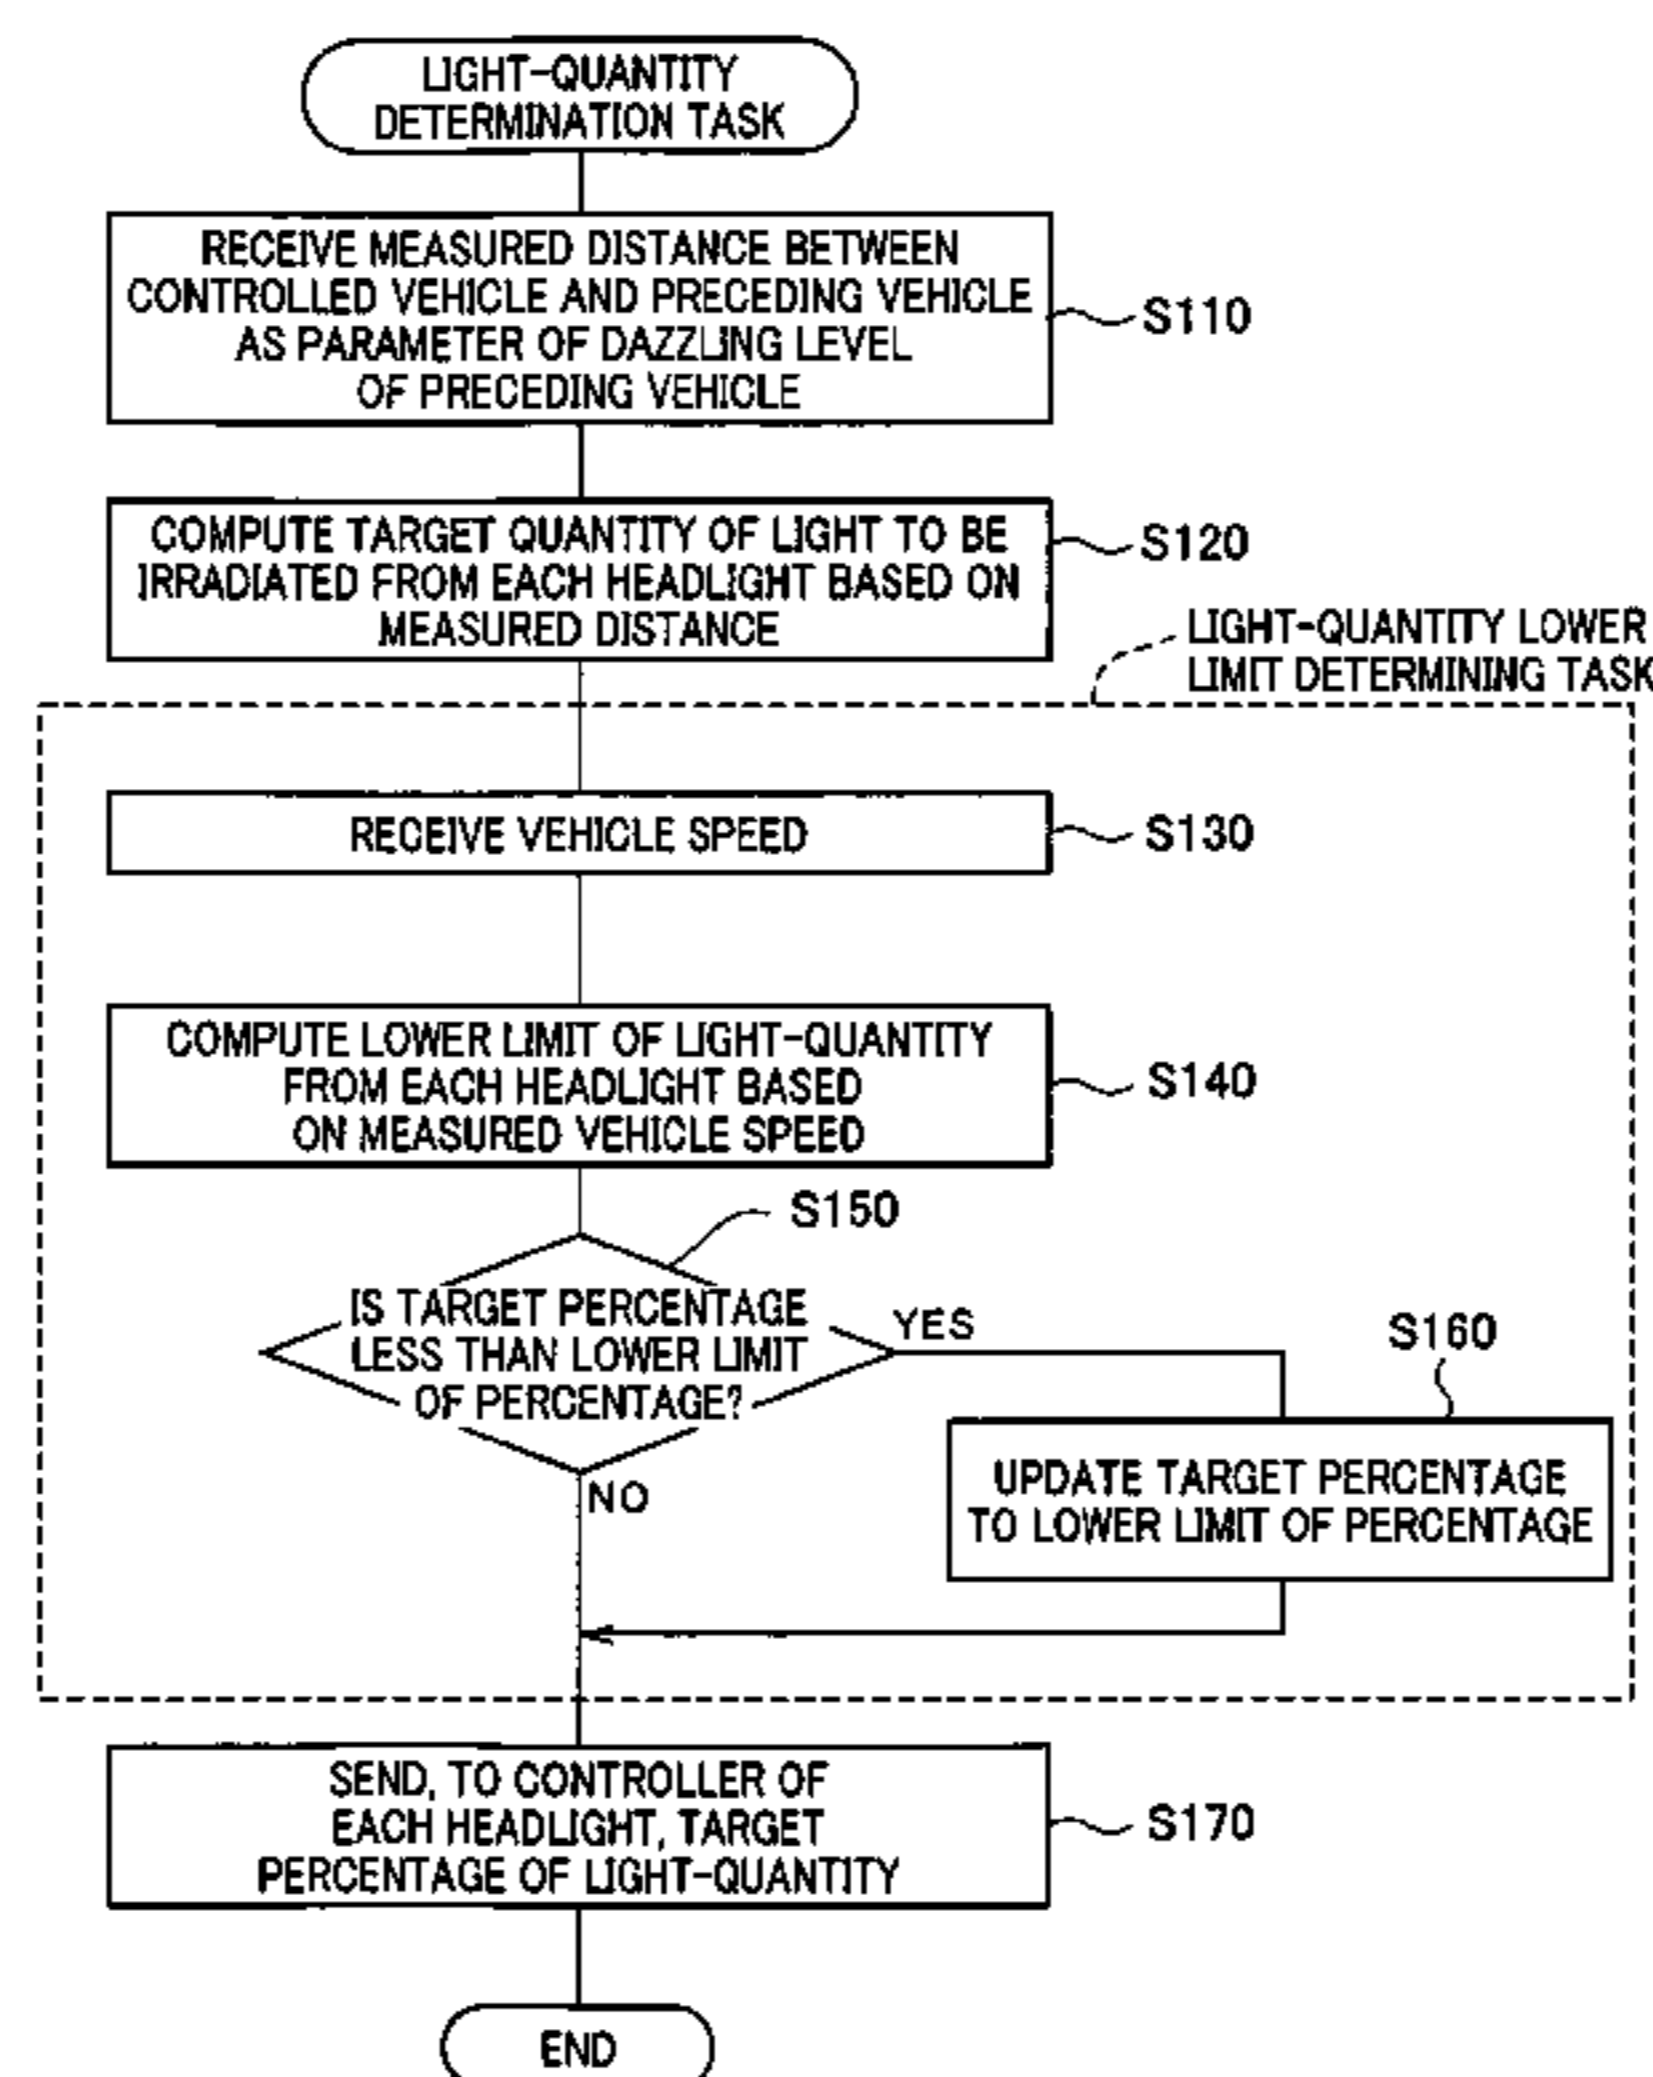 LIGHT-QUANTITY
DETERMINATION TASK
RECEIVE MEASURED DISTANCE BETWEEN
CONTROLLED VEHICLE AND PRECEDING VEHICLE
AS PARAMETER OF DAZZLING LEVEL
OF PRECEDING VEHICLE
S110
COMPUTE TARGET QUANTITY OF LIGHT TO BE
IRRADIATED FROM EACH HEADLIGHT BASED ON
MEASURED DISTANCE
S120
LIGHT-QUANTITY LOWER
LIMIT DETERMINING TASK
RECEIVE VEHICLE SPEED
S130
COMPUTE LOWER LIMIT OF LIGHT-QUANTITY
FROM EACH HEADLIGHT BASED
ON MEASURED VEHICLE SPEED
S140
S150
IS TARGET PERCENTAGE
LESS THAN LOWER LIMIT
OF PERCENTAGE?
YES
NO
S160
UPDATE TARGET PERCENTAGE
TO LOWER LIMIT OF PERCENTAGE
SEND, TO CONTROLLER OF
EACH HEADLIGHT, TARGET
PERCENTAGE OF LIGHT-QUANTITY
S170
END